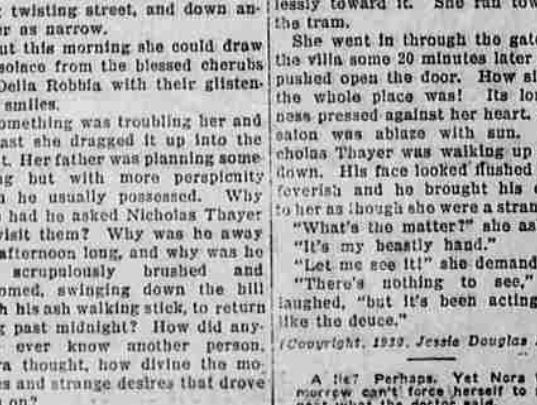 twisting street, and down an-
er as narrow.
ut this morning she could draw
solace from the blessed cherubs
Della Robbia with their glisten-
smiles.
omething was troubling her and
ast she dragged it up into the
t. Her father was planning some-
ng but with more perspicuity
n he usually possessed. Why
had he asked Nicholas Thayer
visit them? Why was he away
afternoon long, and why was he
scrupulously brushed and
omed, swinging down the hill
h his ash walking stick, to return
g past midnight? How did any-
ever know another person.
ra thought, how divine the mo-
es and strange desires that drove
on?
lessly toward it. She ran tow
the tram.
She went in through the gate
the villa some 20 minutes later
pushed open the door. How si
the whole place was! Its lo
ness pressed against her heart.
salon was ablaze with sun.
cholas Thayer was walking up
down. His face looked flushed
feverish and he brought his
to her as though she were a stran
"What's the matter?" she as
"It's my beastly hand."
"Let me see it!" she demand
"There's nothing to see,"
laughed, "but it's been acting
like the deuce."
(Copyright, 1929, Jessie Douglas
A lie? Perhaps. Yet Nora
morrow can't force herself to
what the doctor said.